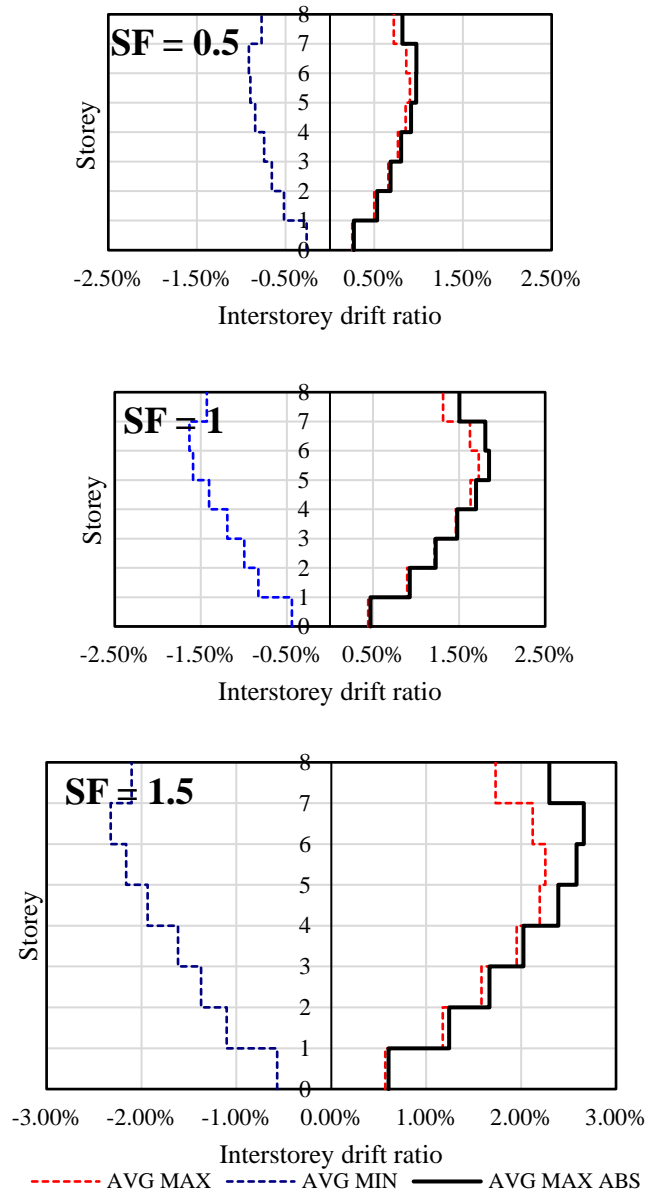 8
SF = 0.5
7
6
5
4
3
2
1
0
Storey
-2.50% -1.50% -0.50% 0.50% 1.50% 2.50%
Interstorey drift ratio
8
SF = 1
7
6
5
4
3
2
1
0
Storey
-2.50% -1.50% -0.50% 0.50% 1.50% 2.50%
Interstorey drift ratio
8
SF = 1.5
7
6
5
4
3
2
1
0
Storey
-3.00% -2.00% -1.00% 0.00% 1.00% 2.00% 3.00%
Interstorey drift ratio
AVG MAX AVG MIN AVG MAX ABS